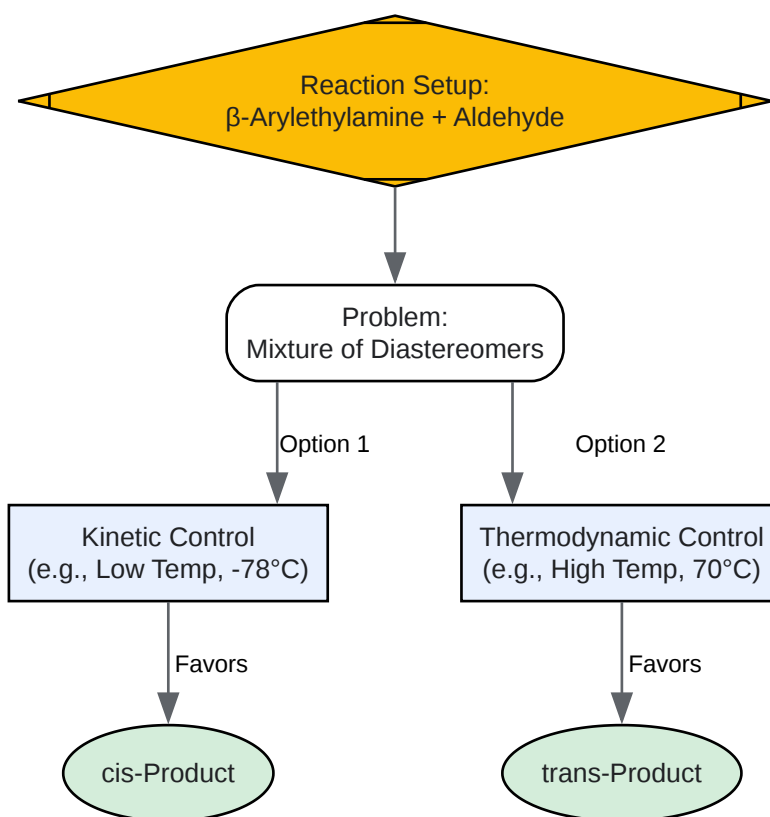 Reaction Setup:
β-Arylethylamine + Aldehyde
Problem:
Mixture of Diastereomers
Option 1
Option 2
Kinetic Control
(e.g., Low Temp, -78°C)
Thermodynamic Control
(e.g., High Temp, 70°C)
Favors
Favors
cis-Product
trans-Product